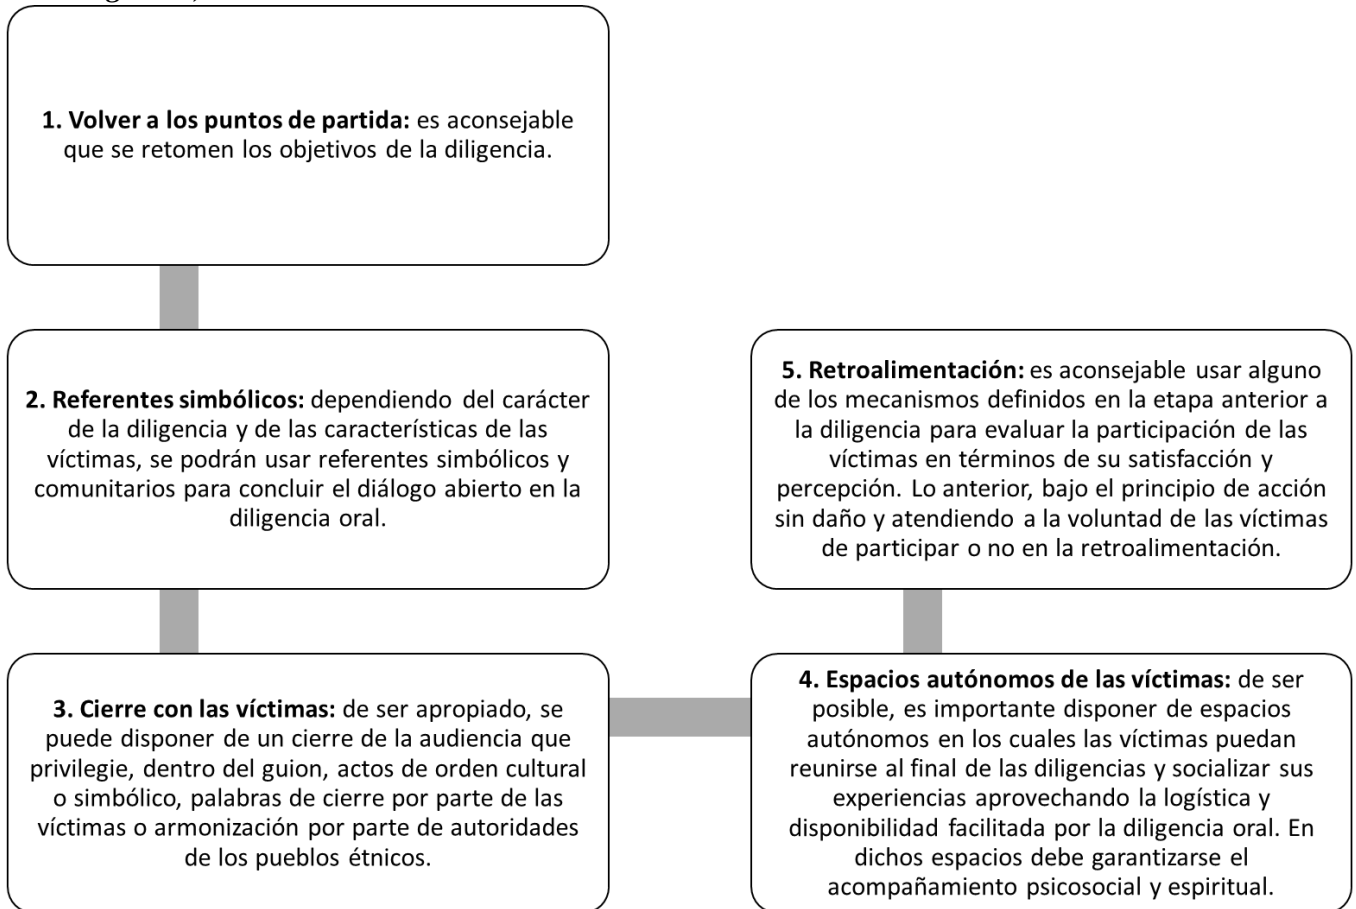 1. Volver a los puntos de partida: es aconsejable
que se retomen los objetivos de la diligencia.
2. Referentes simbólicos: dependiendo del carácter
de la diligencia y de las características de las
víctimas, se podrán usar referentes simbólicos y
comunitarios para concluir el diálogo abierto en la
diligencia oral.
3. Cierre con las víctimas: de ser apropiado, se
puede disponer de un cierre de la audiencia que
privilegie, dentro del guion, actos de orden cultural
o simbólico, palabras de cierre por parte de las
víctimas o armonización por parte de autoridades
de los pueblos étnicos.
4. Espacios autónomos de las víctimas: de ser
posible, es importante disponer de espacios
autónomos en los cuales las víctimas puedan
reunirse al final de las diligencias y socializar sus
experiencias aprovechando la logística y
disponibilidad facilitada por la diligencia oral. En
dichos espacios debe garantizarse el
acompañamiento psicosocial y espiritual.
5. Retroalimentación: es aconsejable usar alguno
de los mecanismos definidos en la etapa anterior a
la diligencia para evaluar la participación de las
víctimas en términos de su satisfacción y
percepción. Lo anterior, bajo el principio de acción
sin daño y atendiendo a la voluntad de las víctimas
de participar o no en la retroalimentación.